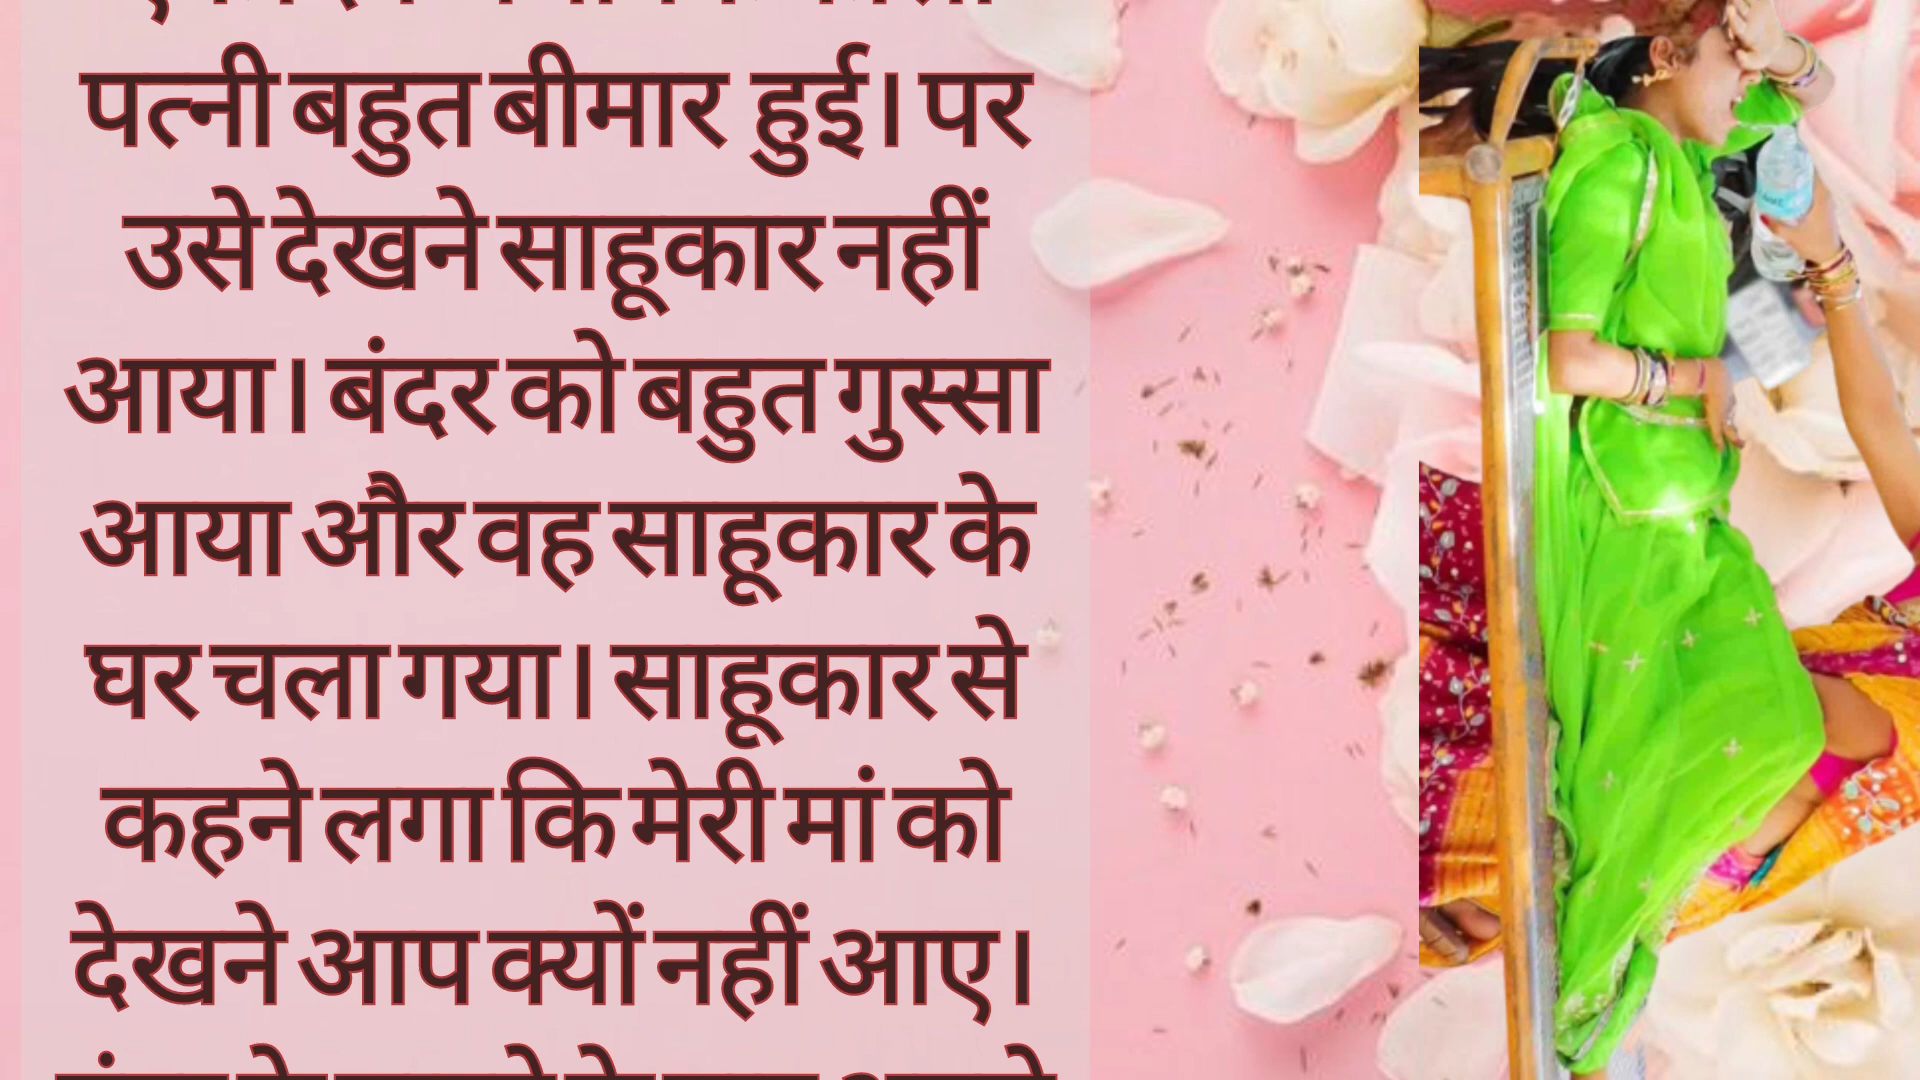 पत्नी बहुत बीमार हुई। पर
उसे देखने साहूकार नहीं
आया। बंदर को बहुत गुस्सा
आया और वह साहूकार के
घर चला गया। साहूकार से
कहने लगा कि मेरी मां को
देखने आप क्यों नहीं आए।